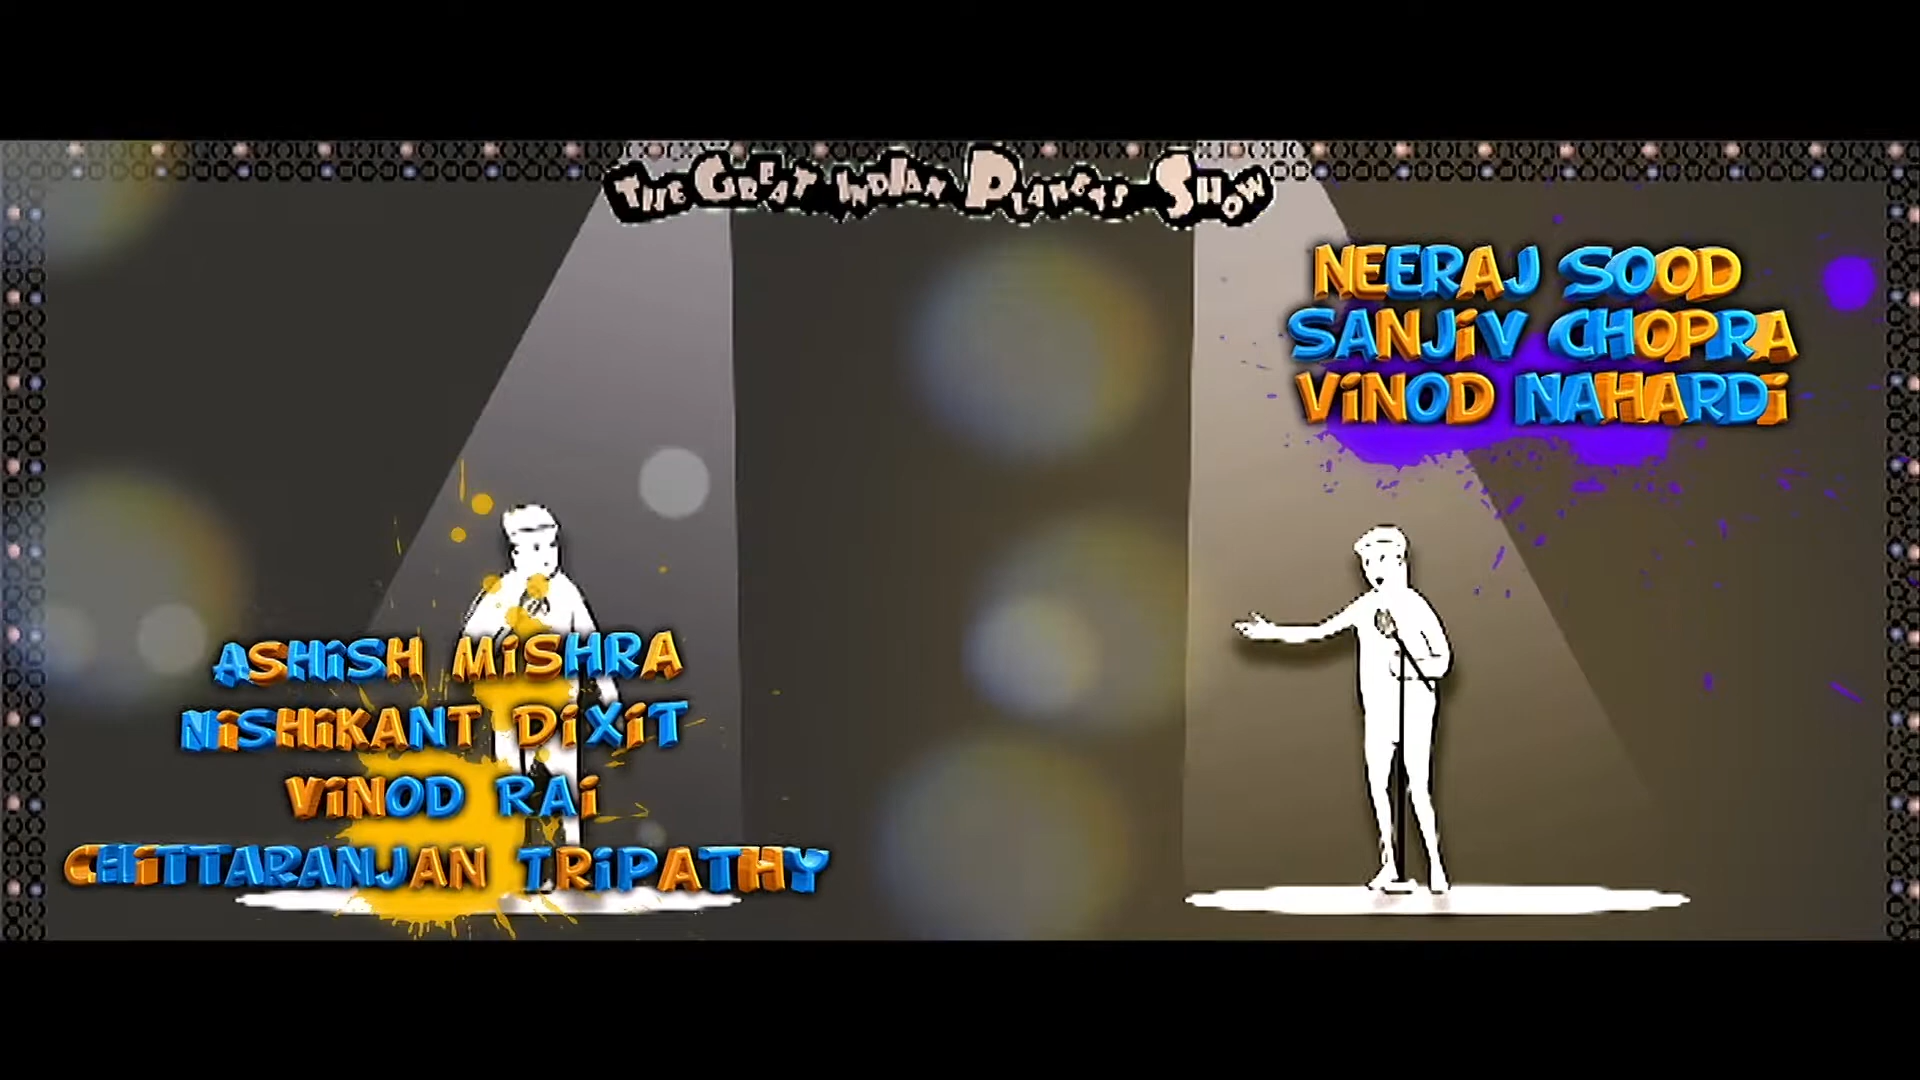 THE GREAT INDIAN PLANETS SHOW
NEERAJ SOOD
SANJiV CHOPRA
ViNOD NAHARDi
ASHiSH MiSHRA
NiSHiKANT DiXiT
ViNOD RAi
CHiTTARANJAN TRiPATHY